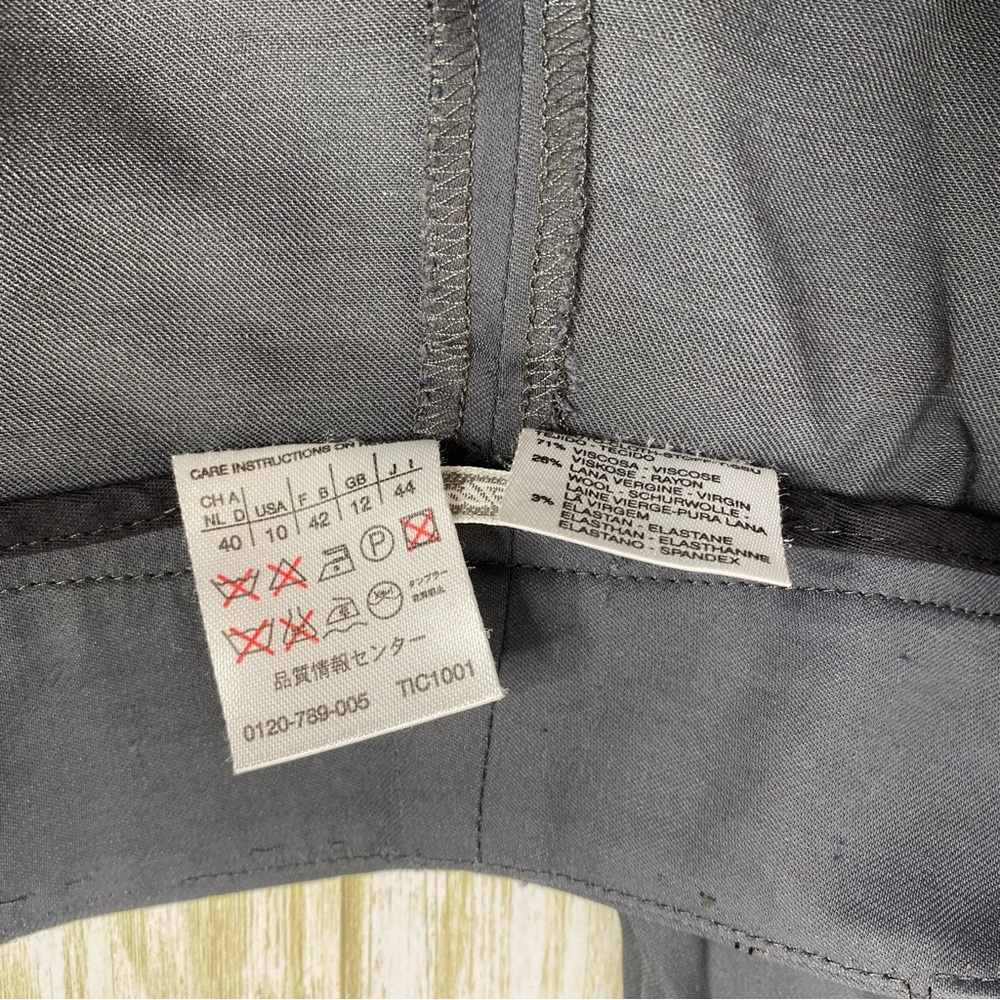 CARE INSTRUCTIONS ON
CH A USA F B GB J I
NL D
40 10 42 12 44
P
品質情報センター
0120-789-005 TIC1001
71% VISCOSA - VISCOSE
VISKOSE - RAYON
26% LANA VERGINE - VIRGIN
WOOL - SCHURWOLLE -
LAINE VIERGE-PURA LANA
VIRGEM
3% ELASTAN - ELASTANE
ELASTHAN - ELASTHANNE
ELASTANO - SPANDEX